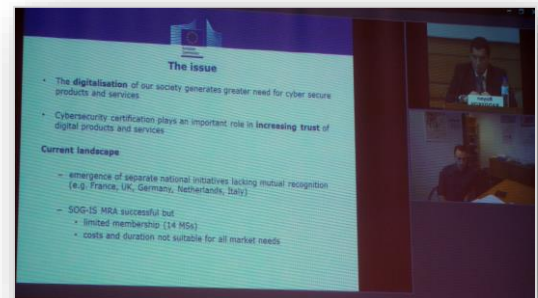 The issue
• The digitalisation of our society generates greater need for cyber secure
products and services
• Cybersecurity certification plays an important role in increasing trust of
digital products and services
Current landscape
– emergence of separate national initiatives lacking mutual recognition
(e.g. France, UK, Germany, Netherlands, Italy)
– SOG-IS MRA successful but
• limited membership (14 MSs)
• costs and duration not suitable for all market needs